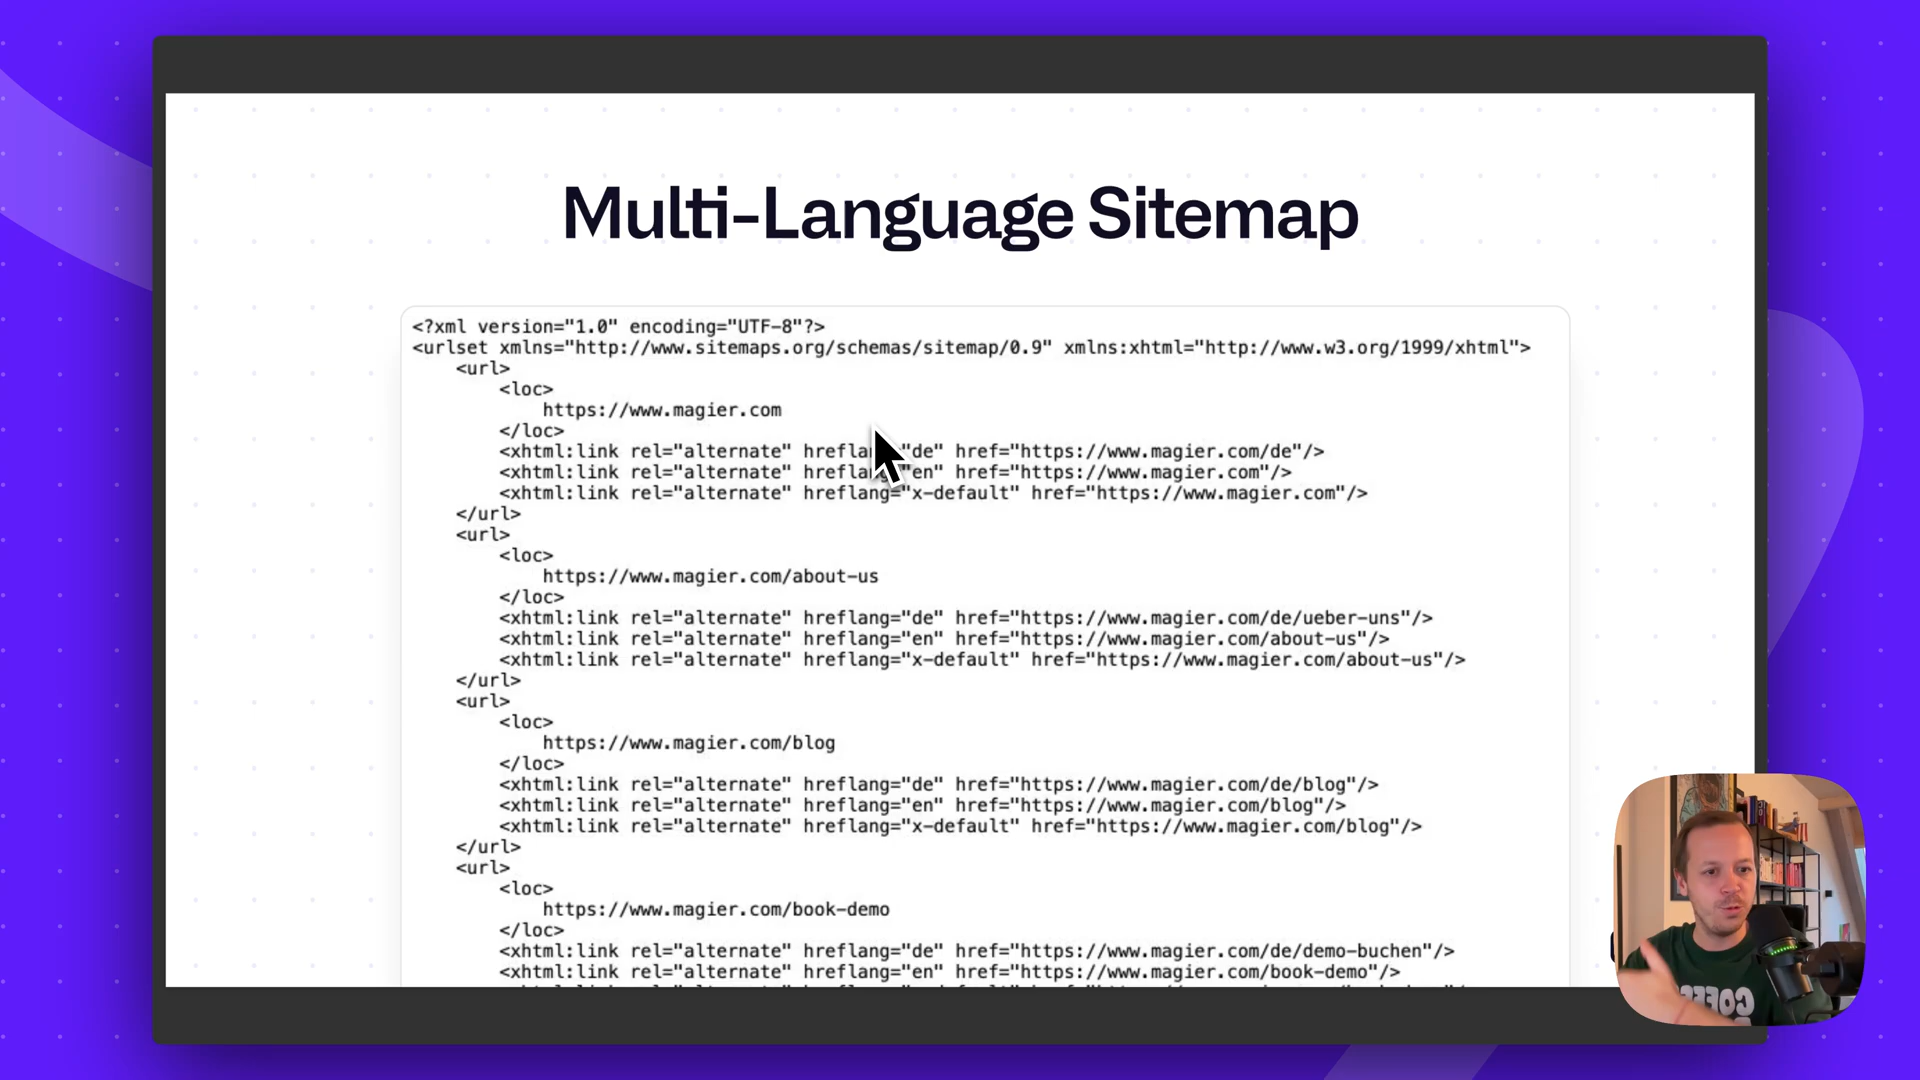 Multi-Language Sitemap
<?xml version="1.0" encoding="UTF-8"?>
<urlset xmlns="http://www.sitemaps.org/schemas/sitemap/0.9" xmlns:xhtml="http://www.w3.org/1999/xhtml">
<url>
<loc>
https://www.magier.com
</loc>
<xhtml:link rel="alternate" hreflang="de" href="https://www.magier.com/de"/>
<xhtml:link rel="alternate" hreflang="en" href="https://www.magier.com"/>
<xhtml:link rel="alternate" hreflang="x-default" href="https://www.magier.com"/>
</url>
<url>
<loc>
https://www.magier.com/about-us
</loc>
<xhtml:link rel="alternate" hreflang="de" href="https://www.magier.com/de/ueber-uns"/>
<xhtml:link rel="alternate" hreflang="en" href="https://www.magier.com/about-us"/>
<xhtml:link rel="alternate" hreflang="x-default" href="https://www.magier.com/about-us"/>
</url>
<url>
<loc>
https://www.magier.com/blog
</loc>
<xhtml:link rel="alternate" hreflang="de" href="https://www.magier.com/de/blog"/>
<xhtml:link rel="alternate" hreflang="en" href="https://www.magier.com/blog"/>
<xhtml:link rel="alternate" hreflang="x-default" href="https://www.magier.com/blog"/>
</url>
<url>
<loc>
https://www.magier.com/book-demo
</loc>
<xhtml:link rel="alternate" hreflang="de" href="https://www.magier.com/de/demo-buchen"/>
<xhtml:link rel="alternate" hreflang="en" href="https://www.magier.com/book-demo"/>